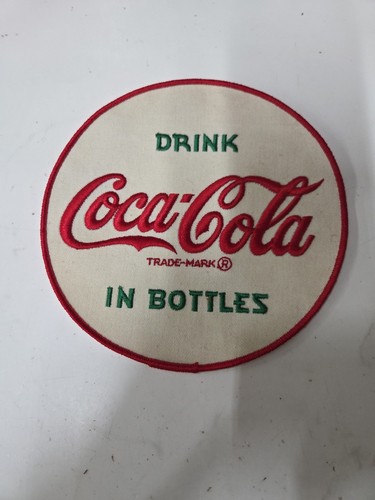 DRINK
Coca-Cola
TRADE-MARK ®
IN BOTTLES